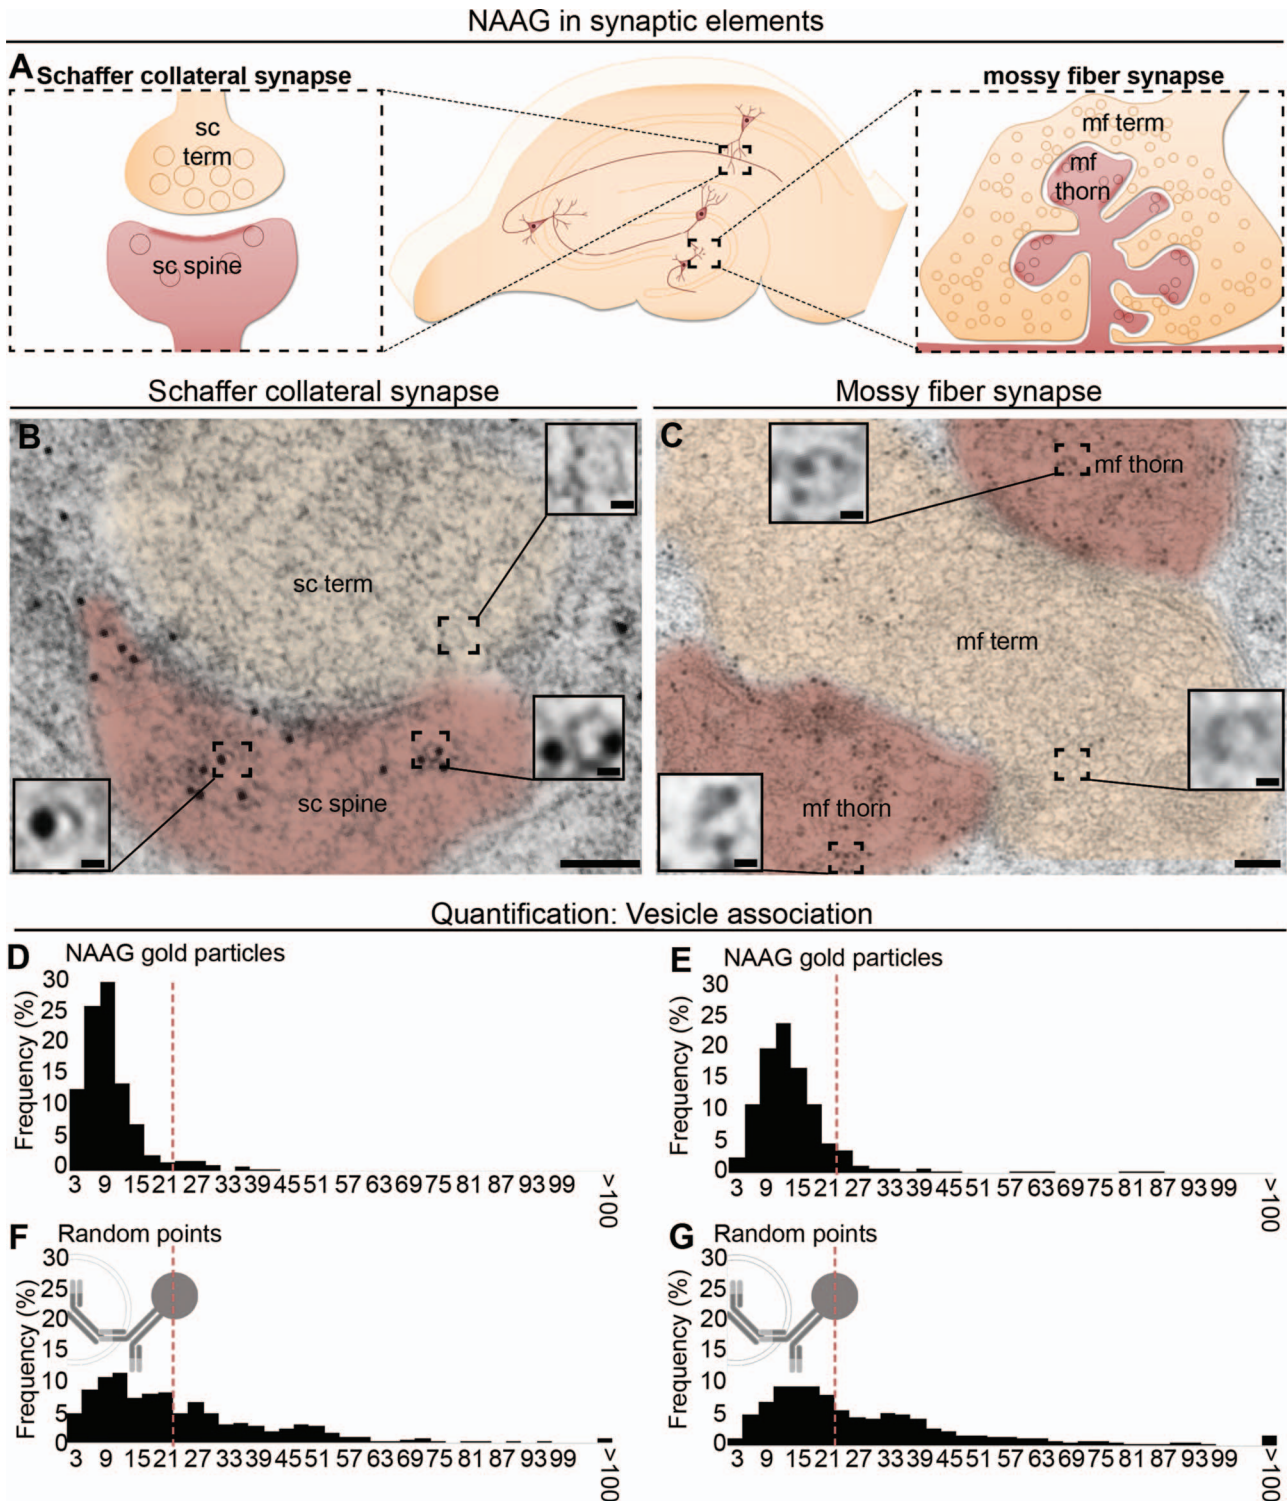 NAAG in synaptic elements
A Schaffer collateral synapse
mossy fiber synapse
sc
term
sc spine
mf term
mf
thorn
Schaffer collateral synapse
Mossy fiber synapse
B
sc term
sc spine
C
mf thorn
mf term
mf thorn
Quantification: Vesicle association
D NAAG gold particles
Frequency (%)
30
25
20
15
10
5
0
3 9 15 21 27 33 39 45 51 57 63 69 75 81 87 93 99 >100
E NAAG gold particles
Frequency (%)
30
25
20
15
10
5
0
3 9 15 21 27 33 39 45 51 57 63 69 75 81 87 93 99 >100
F Random points
Frequency (%)
30
25
20
15
10
5
0
3 9 15 21 27 33 39 45 51 57 63 69 75 81 87 93 99 >100
G Random points
Frequency (%)
30
25
20
15
10
5
0
3 9 15 21 27 33 39 45 51 57 63 69 75 81 87 93 99 >100